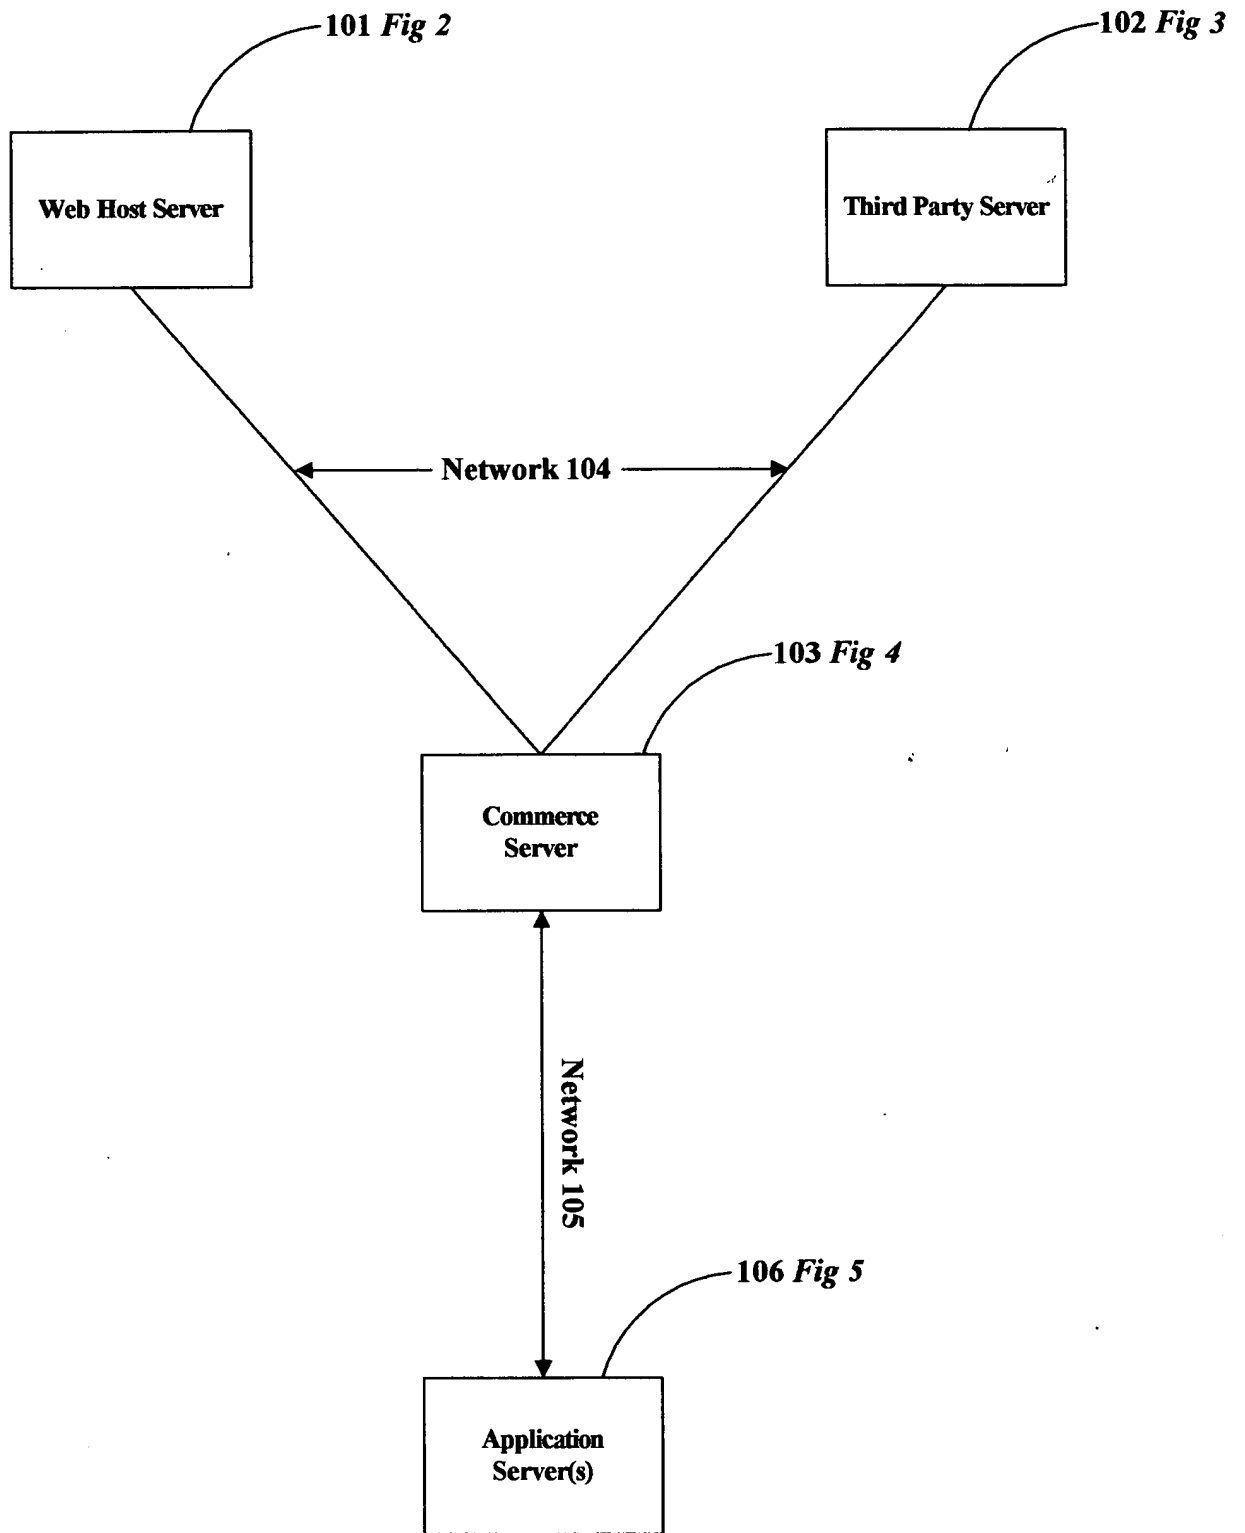 101 Fig 2
102 Fig 3
Web Host Server
Third Party Server
Network 104
103 Fig 4
Commerce
Server
Network 105
106 Fig 5
Application
Server(s)